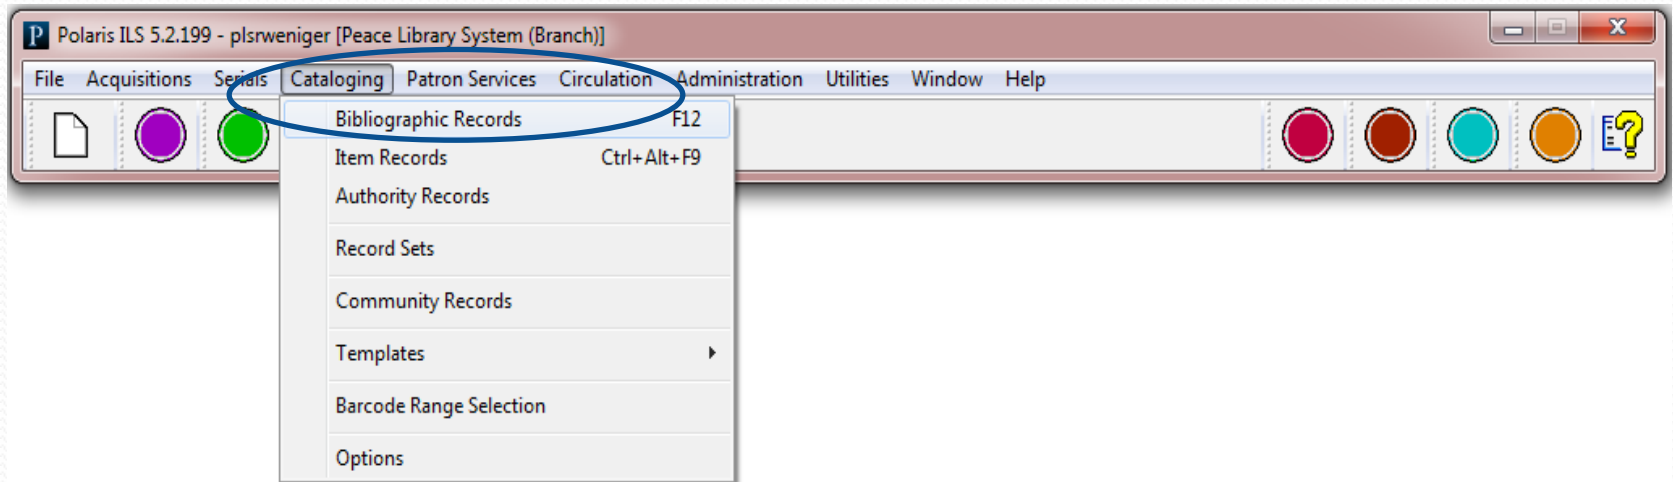 P Polaris ILS 5.2.199 - plsrweniger [Peace Library System (Branch)]
File Acquisitions Serials Cataloging Patron Services Circulation Administration Utilities Window Help
Bibliographic Records F12
Item Records Ctrl+Alt+F9
Authority Records
Record Sets
Community Records
Templates
Barcode Range Selection
Options